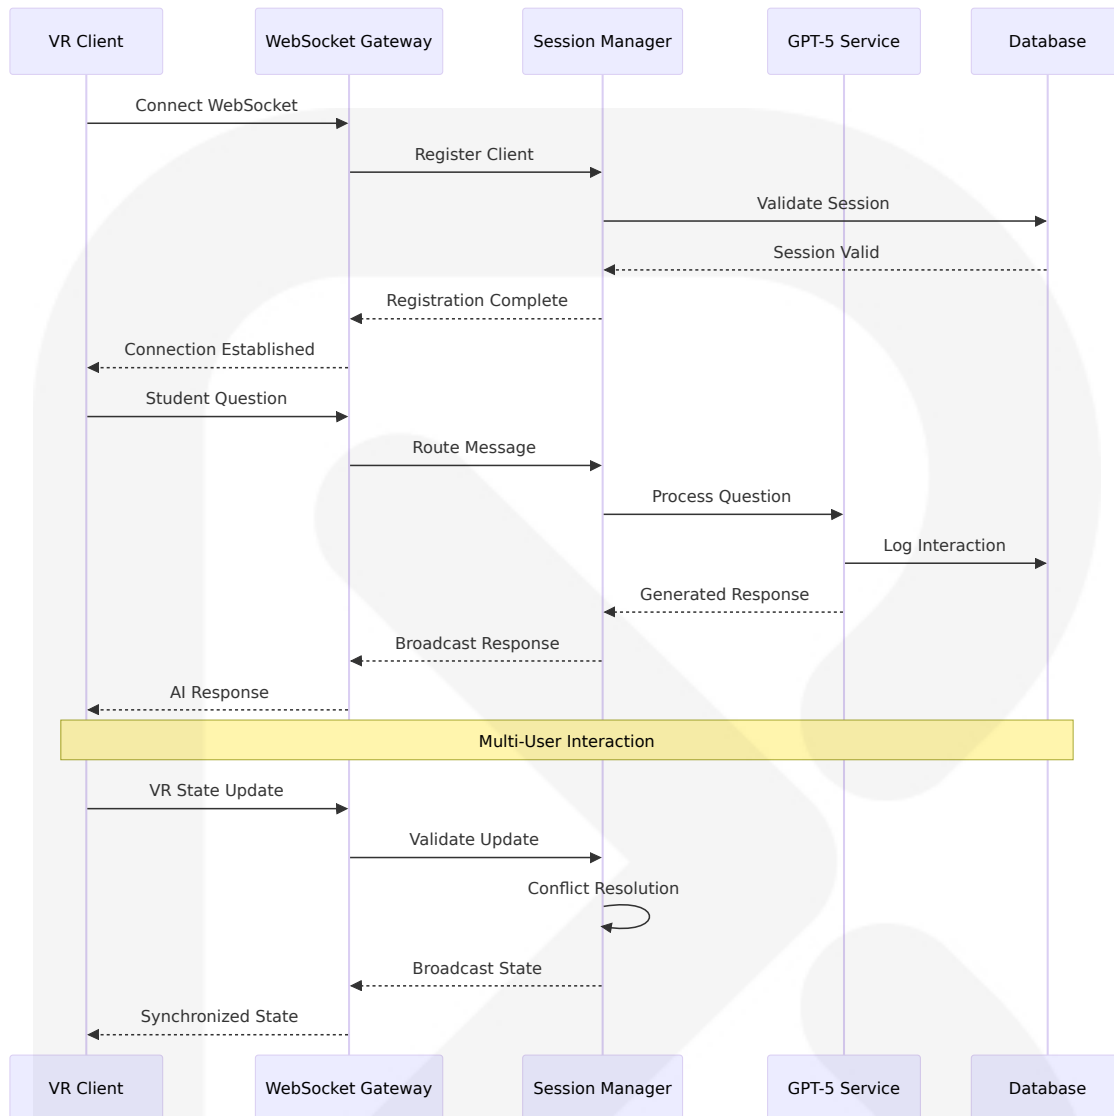 VR Client
WebSocket Gateway
Session Manager
GPT-5 Service
Database
Connect WebSocket
Register Client
Validate Session
Session Valid
Registration Complete
Connection Established
Student Question
Route Message
Process Question
Log Interaction
Generated Response
Broadcast Response
AI Response
Multi-User Interaction
VR State Update
Validate Update
Conflict Resolution
Broadcast State
Synchronized State
VR Client
WebSocket Gateway
Session Manager
GPT-5 Service
Database